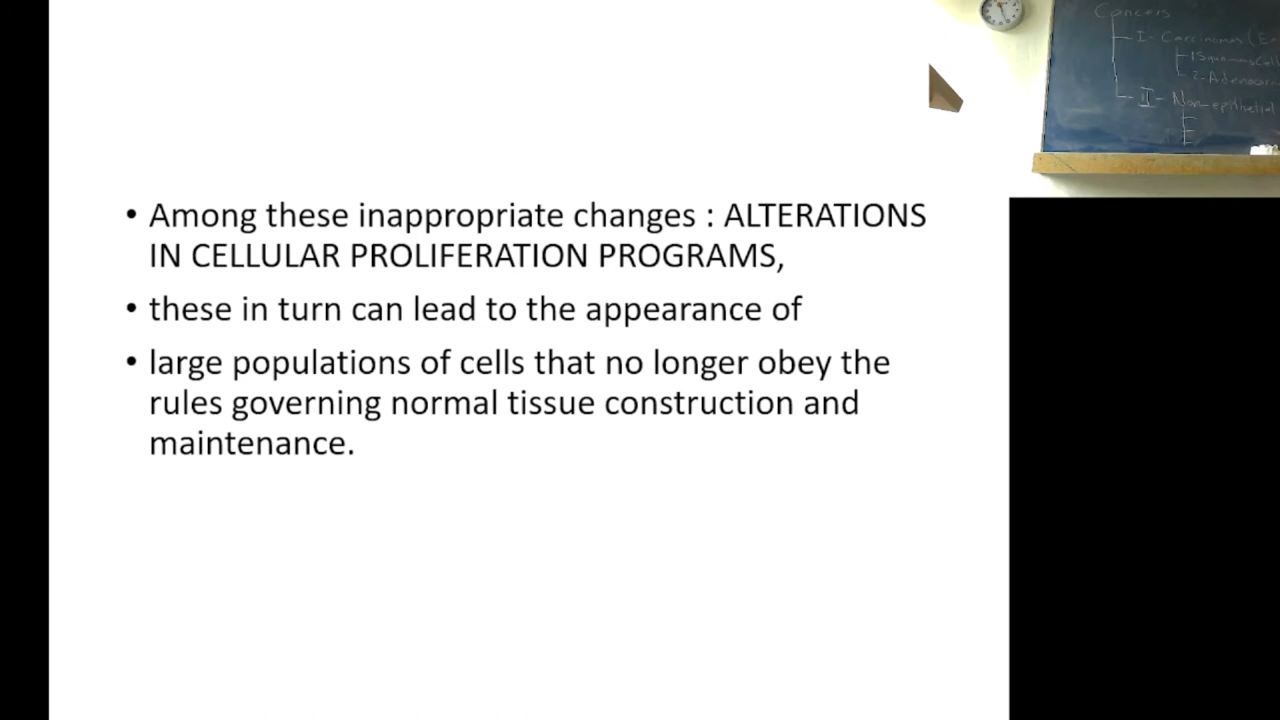 Cancers
I- Carcinomas (E
1 Squamous Cell
2- Adenocar
II - Non-epithelial
• Among these inappropriate changes : ALTERATIONS
IN CELLULAR PROLIFERATION PROGRAMS,
• these in turn can lead to the appearance of
• large populations of cells that no longer obey the
rules governing normal tissue construction and
maintenance.